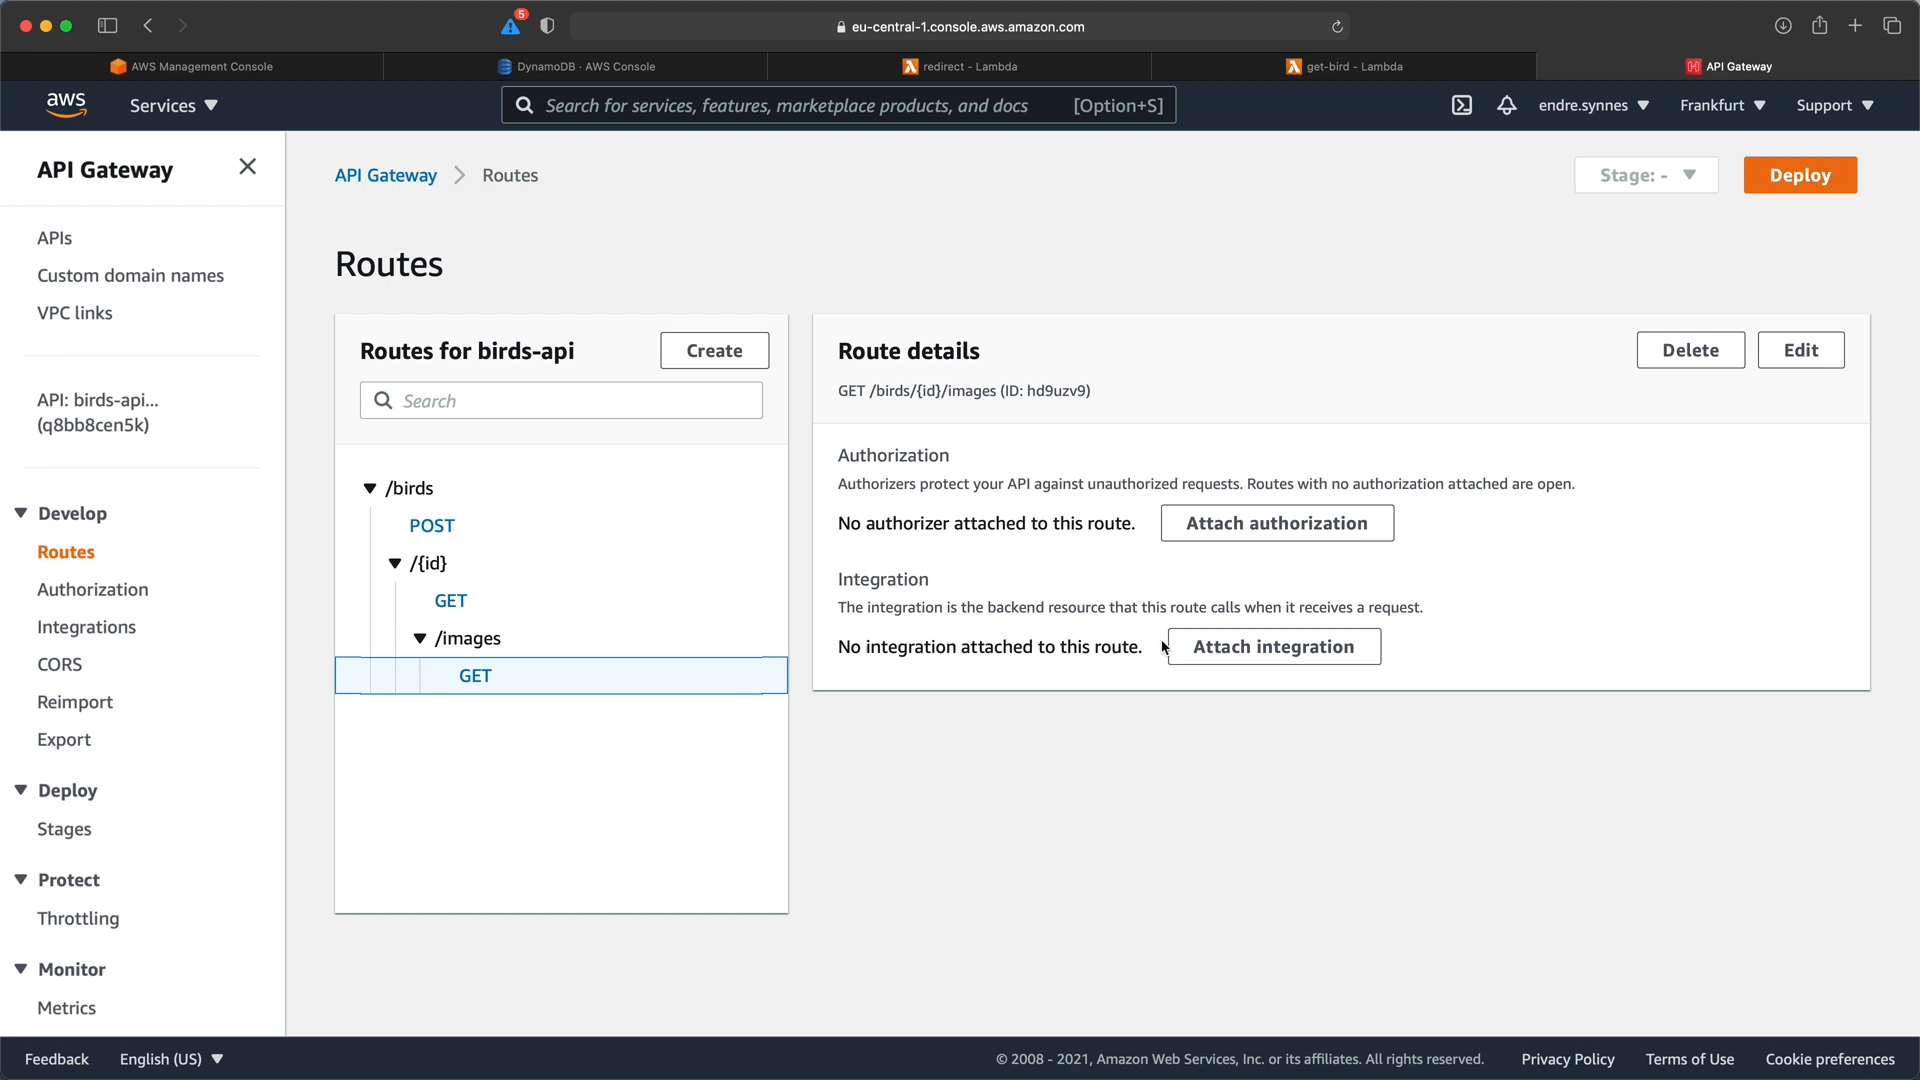 5
eu-central-1.console.aws.amazon.com
AWS Management Console
DynamoDB · AWS Console
redirect - Lambda
get-bird - Lambda
API Gateway
aws
Services
Search for services, features, marketplace products, and docs
[Option+S]
endre.synnes
Frankfurt
Support
API Gateway
APIs
Custom domain names
VPC links
API: birds-api...
(q8bb8cen5k)
Develop
Routes
Authorization
Integrations
CORS
Reimport
Export
Deploy
Stages
Protect
Throttling
Monitor
Metrics
API Gateway
Routes
Stage: -
Deploy
Routes
Routes for birds-api
Create
Search
/birds
POST
/{id}
GET
/images
GET
Route details
Delete
Edit
GET /birds/{id}/images (ID: hd9uzv9)
Authorization
Authorizers protect your API against unauthorized requests. Routes with no authorization attached are open.
No authorizer attached to this route.
Attach authorization
Integration
The integration is the backend resource that this route calls when it receives a request.
No integration attached to this route.
Attach integration
Feedback
English (US)
© 2008 - 2021, Amazon Web Services, Inc. or its affiliates. All rights reserved.
Privacy Policy
Terms of Use
Cookie preferences